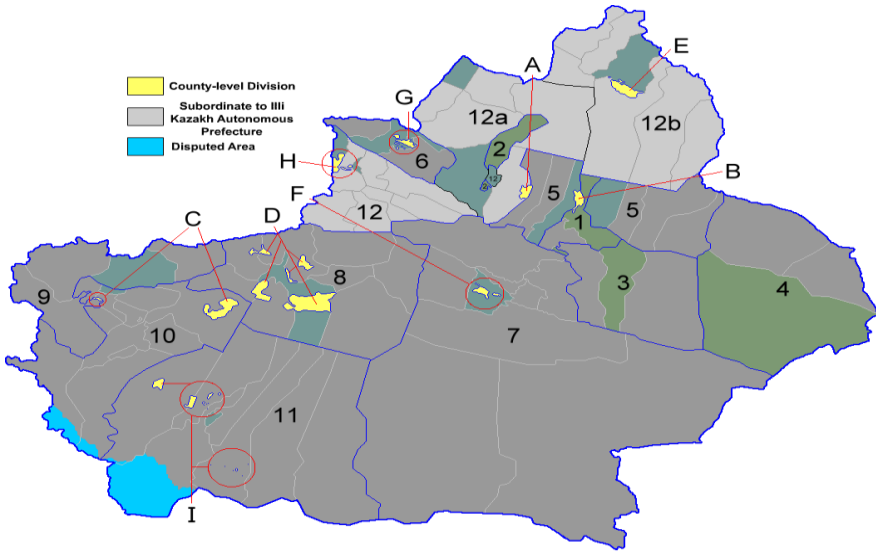 E
A
County-level Division
G
Subordinate to Illi
Kazakh Autonomous
Prefecture
12a
12b
Disputed Area
2
H
6
B
F
12
5
5
C
D
1
8
3
4
9
10
7
11
I